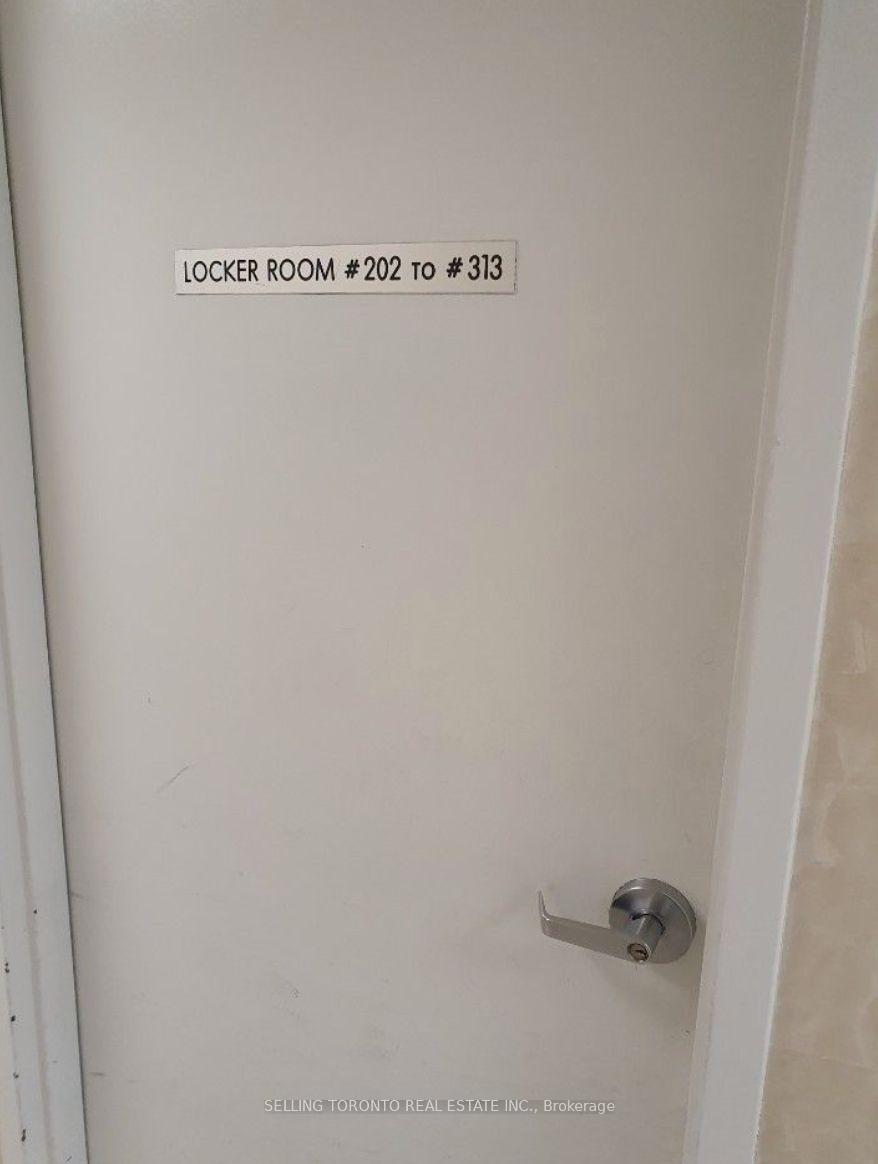 LOCKER ROOM #202 TO #313
SELLING TORONTO REAL ESTATE INC., Brokerage